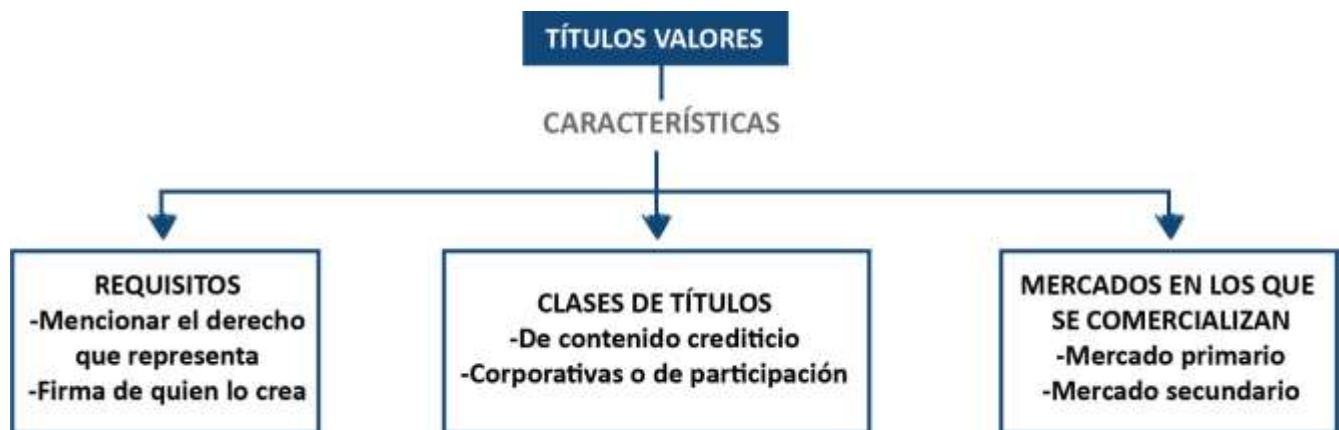 TÍTULOS VALORES
CARACTERÍSTICAS
REQUISITOS
-Mencionar el derecho
que representa
-Firma de quien lo crea
CLASES DE TÍTULOS
-De contenido crediticio
-Corporativas o de participación
MERCADOS EN LOS QUE
SE COMERCIALIZAN
-Mercado primario
-Mercado secundario